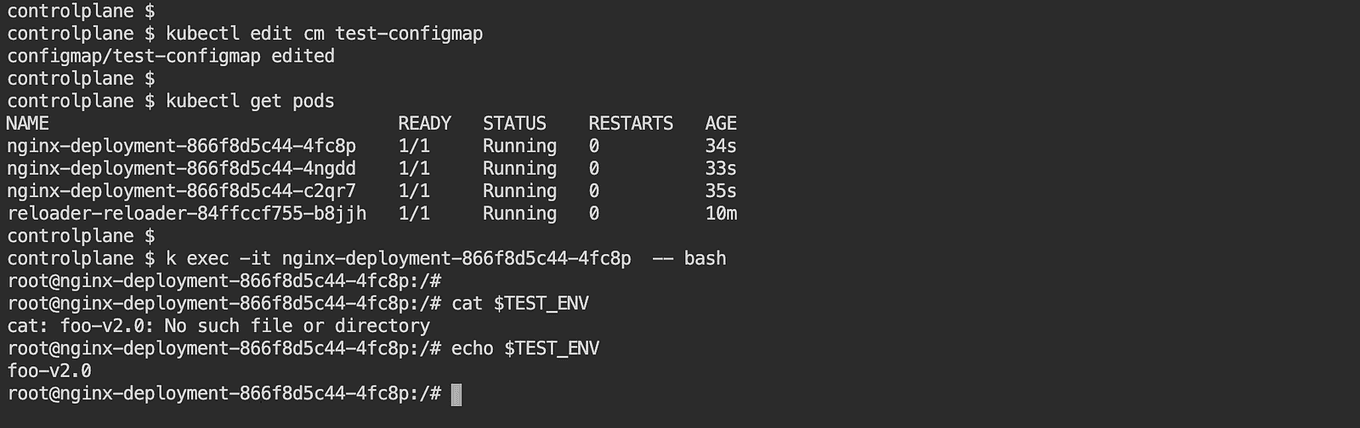 controlplane $
controlplane $ kubectl edit cm test-configmap
configmap/test-configmap edited
controlplane $
controlplane $ kubectl get pods
NAME                                READY   STATUS    RESTARTS   AGE
nginx-deployment-866f8d5c44-4fc8p   1/1     Running   0          34s
nginx-deployment-866f8d5c44-4ngdd   1/1     Running   0          33s
nginx-deployment-866f8d5c44-c2qr7   1/1     Running   0          35s
reloader-reloader-84ffccf755-b8jjh   1/1     Running   0          10m
controlplane $
controlplane $ k exec -it nginx-deployment-866f8d5c44-4fc8p  -- bash
root@nginx-deployment-866f8d5c44-4fc8p:/#
root@nginx-deployment-866f8d5c44-4fc8p:/# cat $TEST_ENV
cat: foo-v2.0: No such file or directory
root@nginx-deployment-866f8d5c44-4fc8p:/# echo $TEST_ENV
foo-v2.0
root@nginx-deployment-866f8d5c44-4fc8p:/#